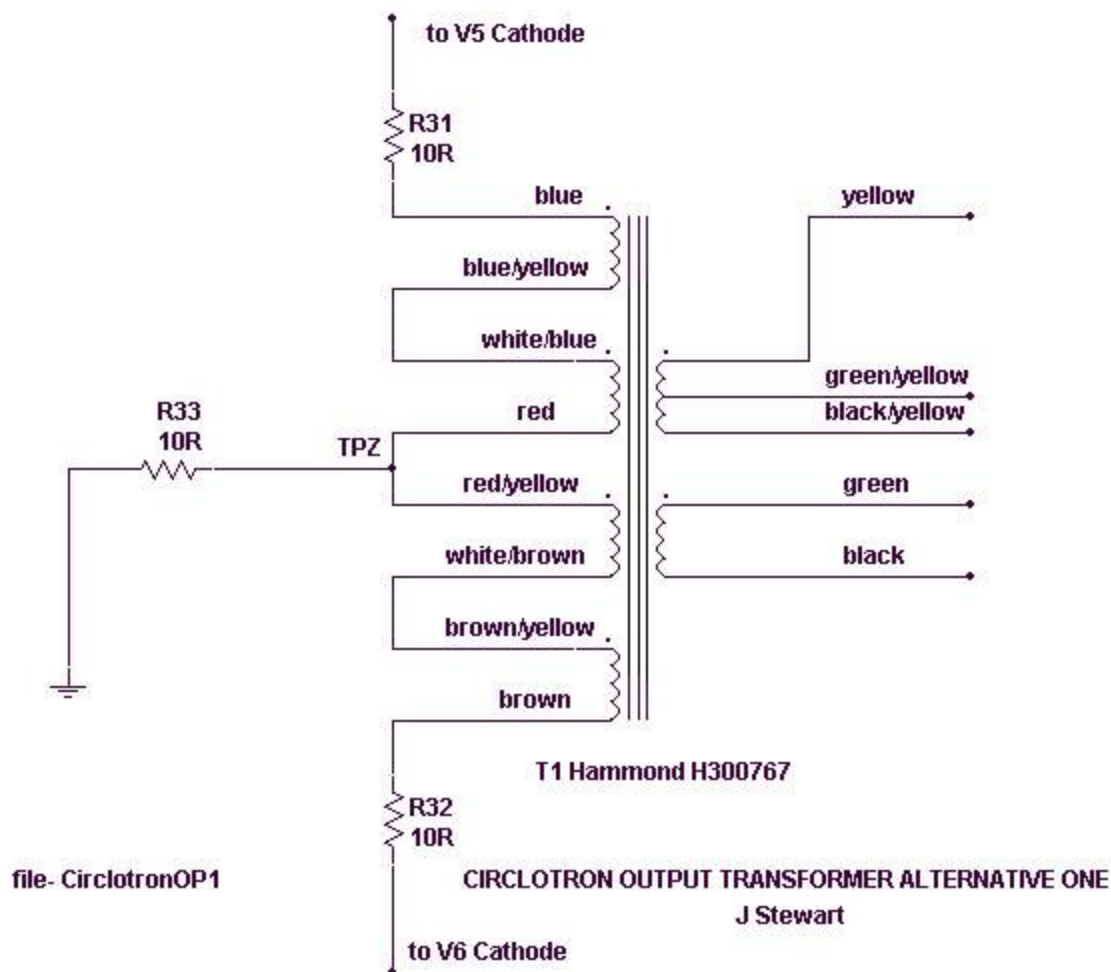 to V5 Cathode
R31
10R
blue
yellow
blue/yellow
white/blue
green/yellow
red
black/yellow
R33
10R
TPZ
red/yellow
green
white/brown
black
brown/yellow
brown
T1 Hammond H300767
R32
10R
file- CirclotronOP1
CIRCLOTRON OUTPUT TRANSFORMER ALTERNATIVE ONE
J Stewart
to V6 Cathode